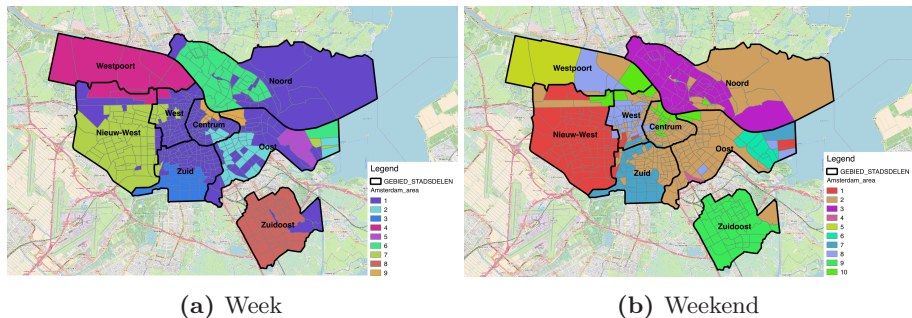 Westpoort
Noord
West
Centrum
Nieuw-West
Oost
Zuid
Zuidoost
Legend
GEBIED_STADSDELEN
Amsterdam_area
1
2
3
4
5
6
7
8
9
(a) Week
Westpoort
Noord
West
Centrum
Nieuw-West
Oost
Zuid
Zuidoost
Legend
GEBIED_STADSDELEN
Amsterdam_area
1
2
3
4
5
6
7
8
9
10
(b) Weekend